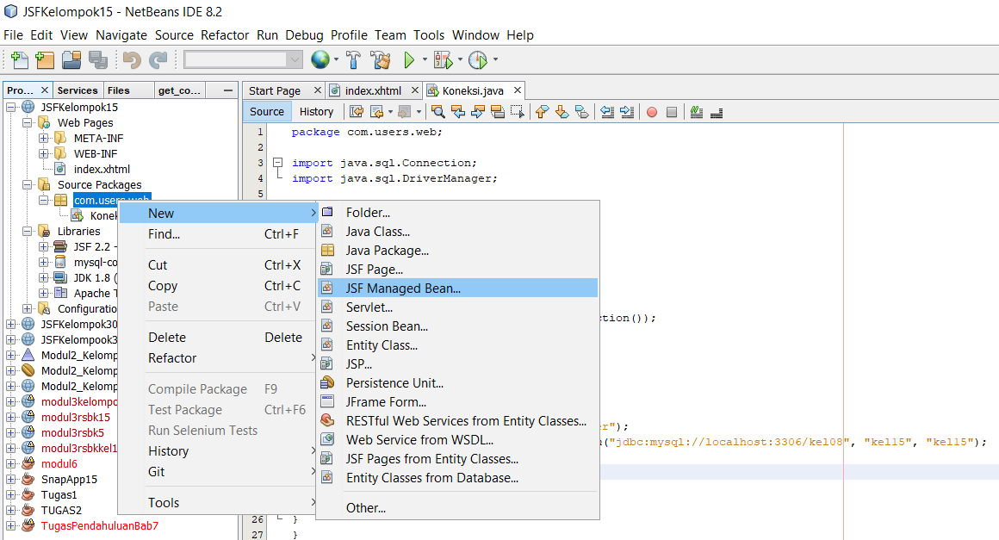 JSFKelompok15 - NetBeans IDE 8.2
File Edit View Navigate Source Refactor Run Debug Profile Team Tools Window Help
Pro... Services Files get_co...
Start Page index.xhtml Koneksi.java
Source History
JSFKelompok15
Web Pages
META-INF
WEB-INF
index.xhtml
Source Packages
com.users.web
Konek
Libraries
JSF 2.2 -
mysql-co
JDK 1.8 (
Apache T
Configuratio
JSFKelompok30
JSFKelempook3
Modul2_Kelomp
Modul2_Kelomp
Modul2_Kelomp
modul3kelompo
modul3rsbk15
modul3rsbk5
modul3rsbkkel1
modul6
SnapApp15
Tugas1
TUGAS2
TugasPendahuluanBab7
New
Find... Ctrl+F
Cut Ctrl+X
Copy Ctrl+C
Paste Ctrl+V
Delete Delete
Refactor
Compile Package F9
Test Package Ctrl+F6
Run Selenium Tests
History
Git
Tools
Folder...
Java Class...
Java Package...
JSF Page...
JSF Managed Bean...
Servlet...
Session Bean...
Entity Class...
JSP...
Persistence Unit...
JFrame Form...
RESTful Web Services from Entity Classes...
Web Service from WSDL...
JSF Pages from Entity Classes...
Entity Classes from Database...
Other...
1 package com.users.web;
2
3 import java.sql.Connection;
4 import java.sql.DriverManager;
5
ction());
er");
("jdbc:mysql://localhost:3306/kel08", "kel15", "kel15");
26 }
27 }